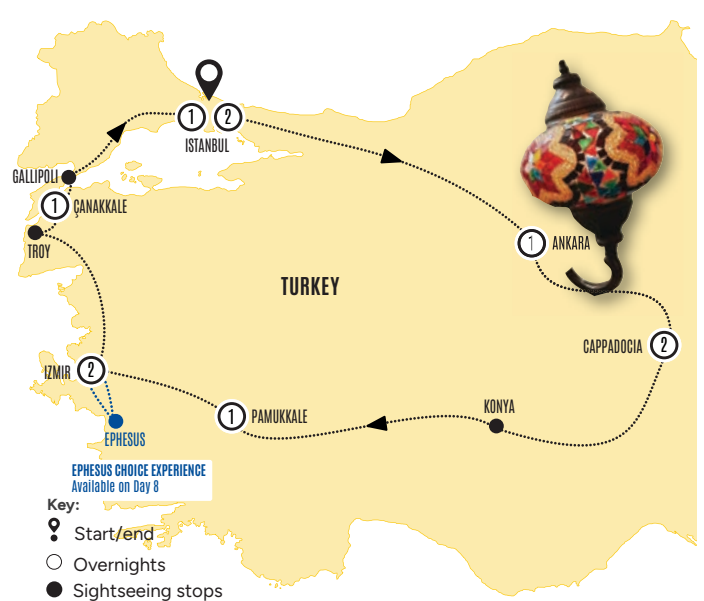 1
2
ISTANBUL
GALLIPOLI
1
ÇANAKKALE
TROY
1
ANKARA
TURKEY
CAPPADOCIA
2
IZMIR
2
1
PAMUKKALE
KONYA
EPHESUS
EPHESUS CHOICE EXPERIENCE
Available on Day 8
Key:
Start/end
Overnights
Sightseeing stops